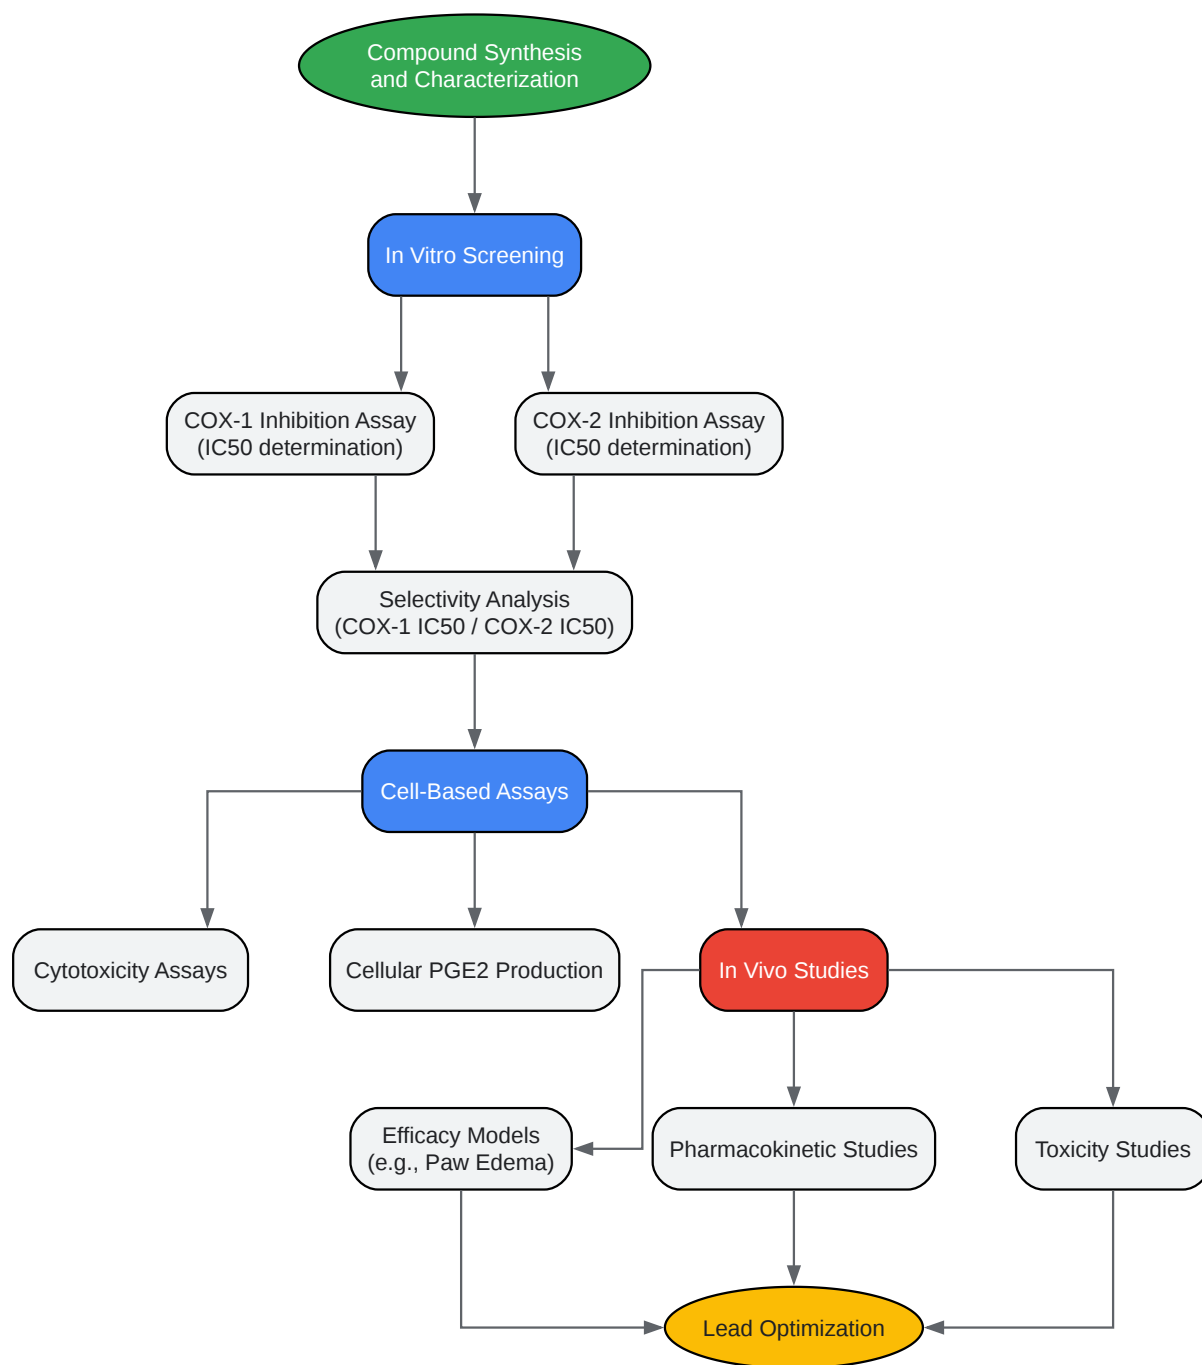 Compound Synthesis
and Characterization
In Vitro Screening
COX-1 Inhibition Assay
(IC50 determination)
COX-2 Inhibition Assay
(IC50 determination)
Selectivity Analysis
(COX-1 IC50 / COX-2 IC50)
Cell-Based Assays
Cytotoxicity Assays
Cellular PGE2 Production
In Vivo Studies
Efficacy Models
(e.g., Paw Edema)
Pharmacokinetic Studies
Toxicity Studies
Lead Optimization